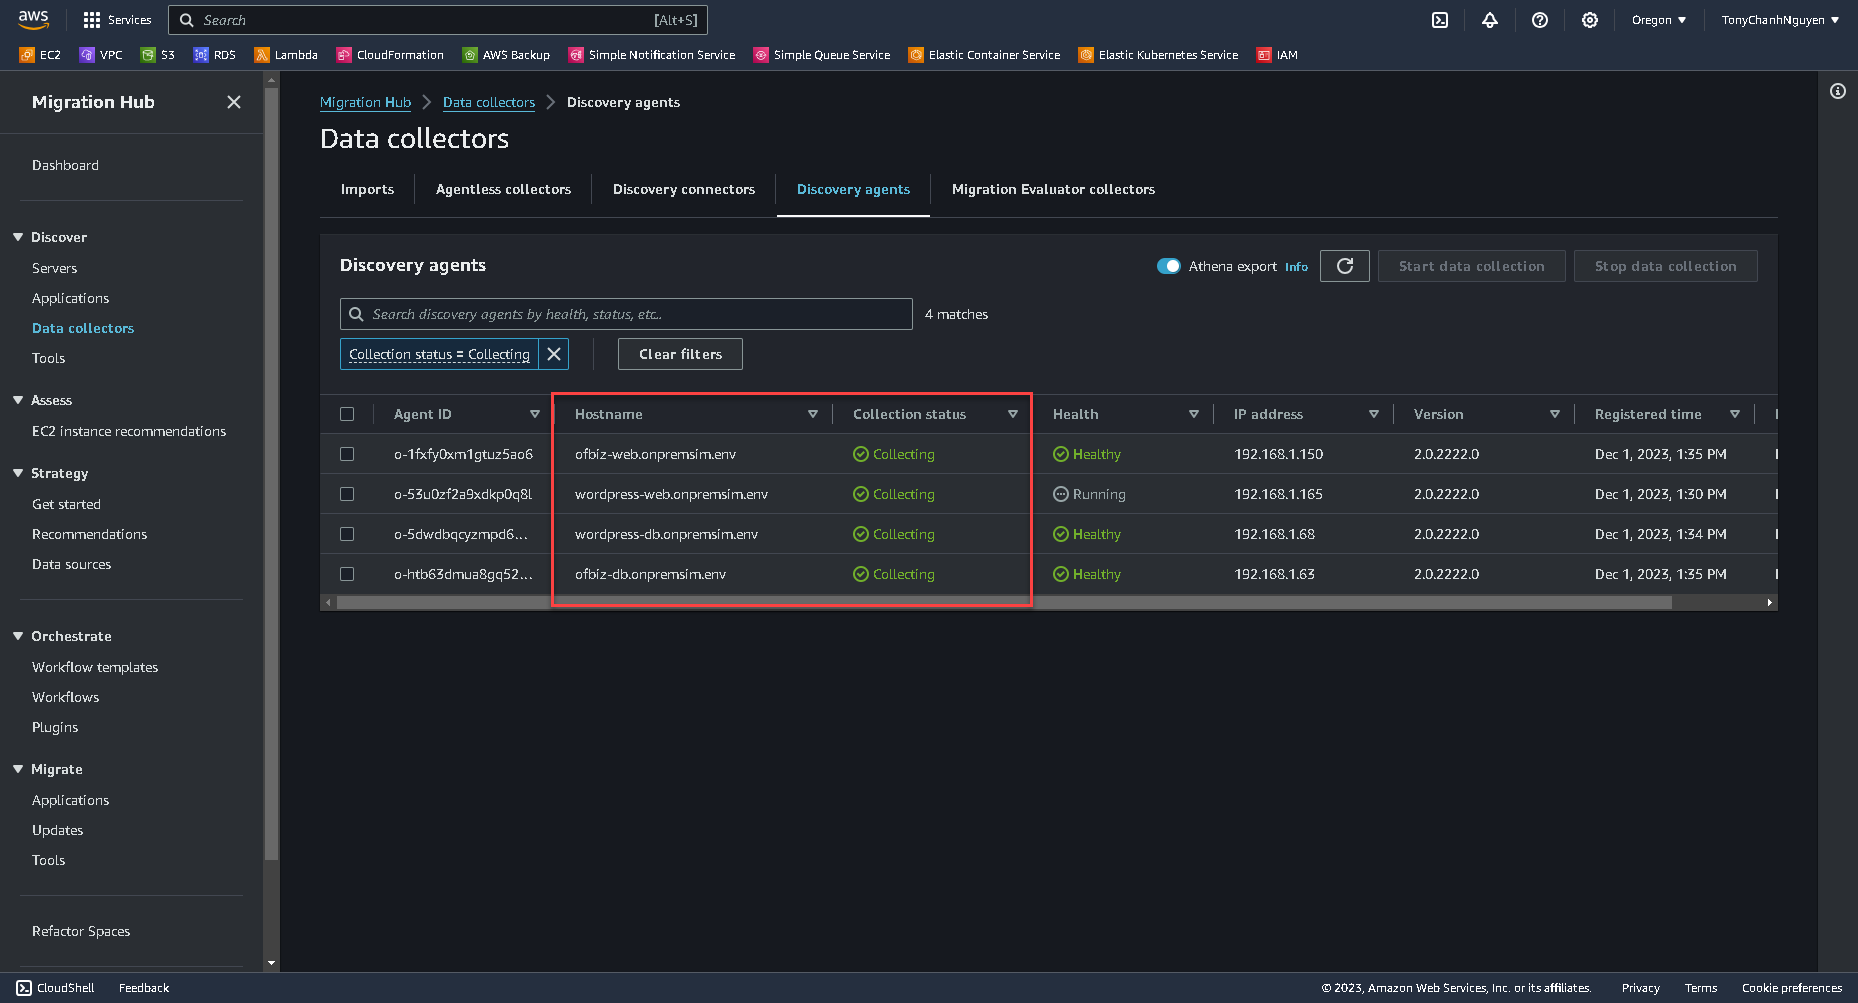 aws
Services
Search [Alt+S]
Oregon
TonyChanhNguyen
EC2 VPC S3 RDS Lambda CloudFormation AWS Backup Simple Notification Service Simple Queue Service Elastic Container Service Elastic Kubernetes Service IAM
Migration Hub
Dashboard
Discover
Servers
Applications
Data collectors
Tools
Assess
EC2 instance recommendations
Strategy
Get started
Recommendations
Data sources
Orchestrate
Workflow templates
Workflows
Plugins
Migrate
Applications
Updates
Tools
Refactor Spaces
Migration Hub Data collectors Discovery agents
Data collectors
Imports Agentless collectors Discovery connectors Discovery agents Migration Evaluator collectors
Discovery agents
Athena export Info Start data collection Stop data collection
Search discovery agents by health, status, etc.. 4 matches
Collection status = Collecting Clear filters
Agent ID Hostname Collection status Health IP address Version Registered time
o-1fxfy0xm1gtuz5ao6 ofbiz-web.onpremsim.env Collecting Healthy 192.168.1.150 2.0.2222.0 Dec 1, 2023, 1:35 PM
o-53u0zf2a9xdkp0q8l wordpress-web.onpremsim.env Collecting Running 192.168.1.165 2.0.2222.0 Dec 1, 2023, 1:30 PM
o-5dwdbqcyzmpd6... wordpress-db.onpremsim.env Collecting Healthy 192.168.1.68 2.0.2222.0 Dec 1, 2023, 1:34 PM
o-htb63dmua8gq52... ofbiz-db.onpremsim.env Collecting Healthy 192.168.1.63 2.0.2222.0 Dec 1, 2023, 1:35 PM
CloudShell Feedback © 2023, Amazon Web Services, Inc. or its affiliates. Privacy Terms Cookie preferences